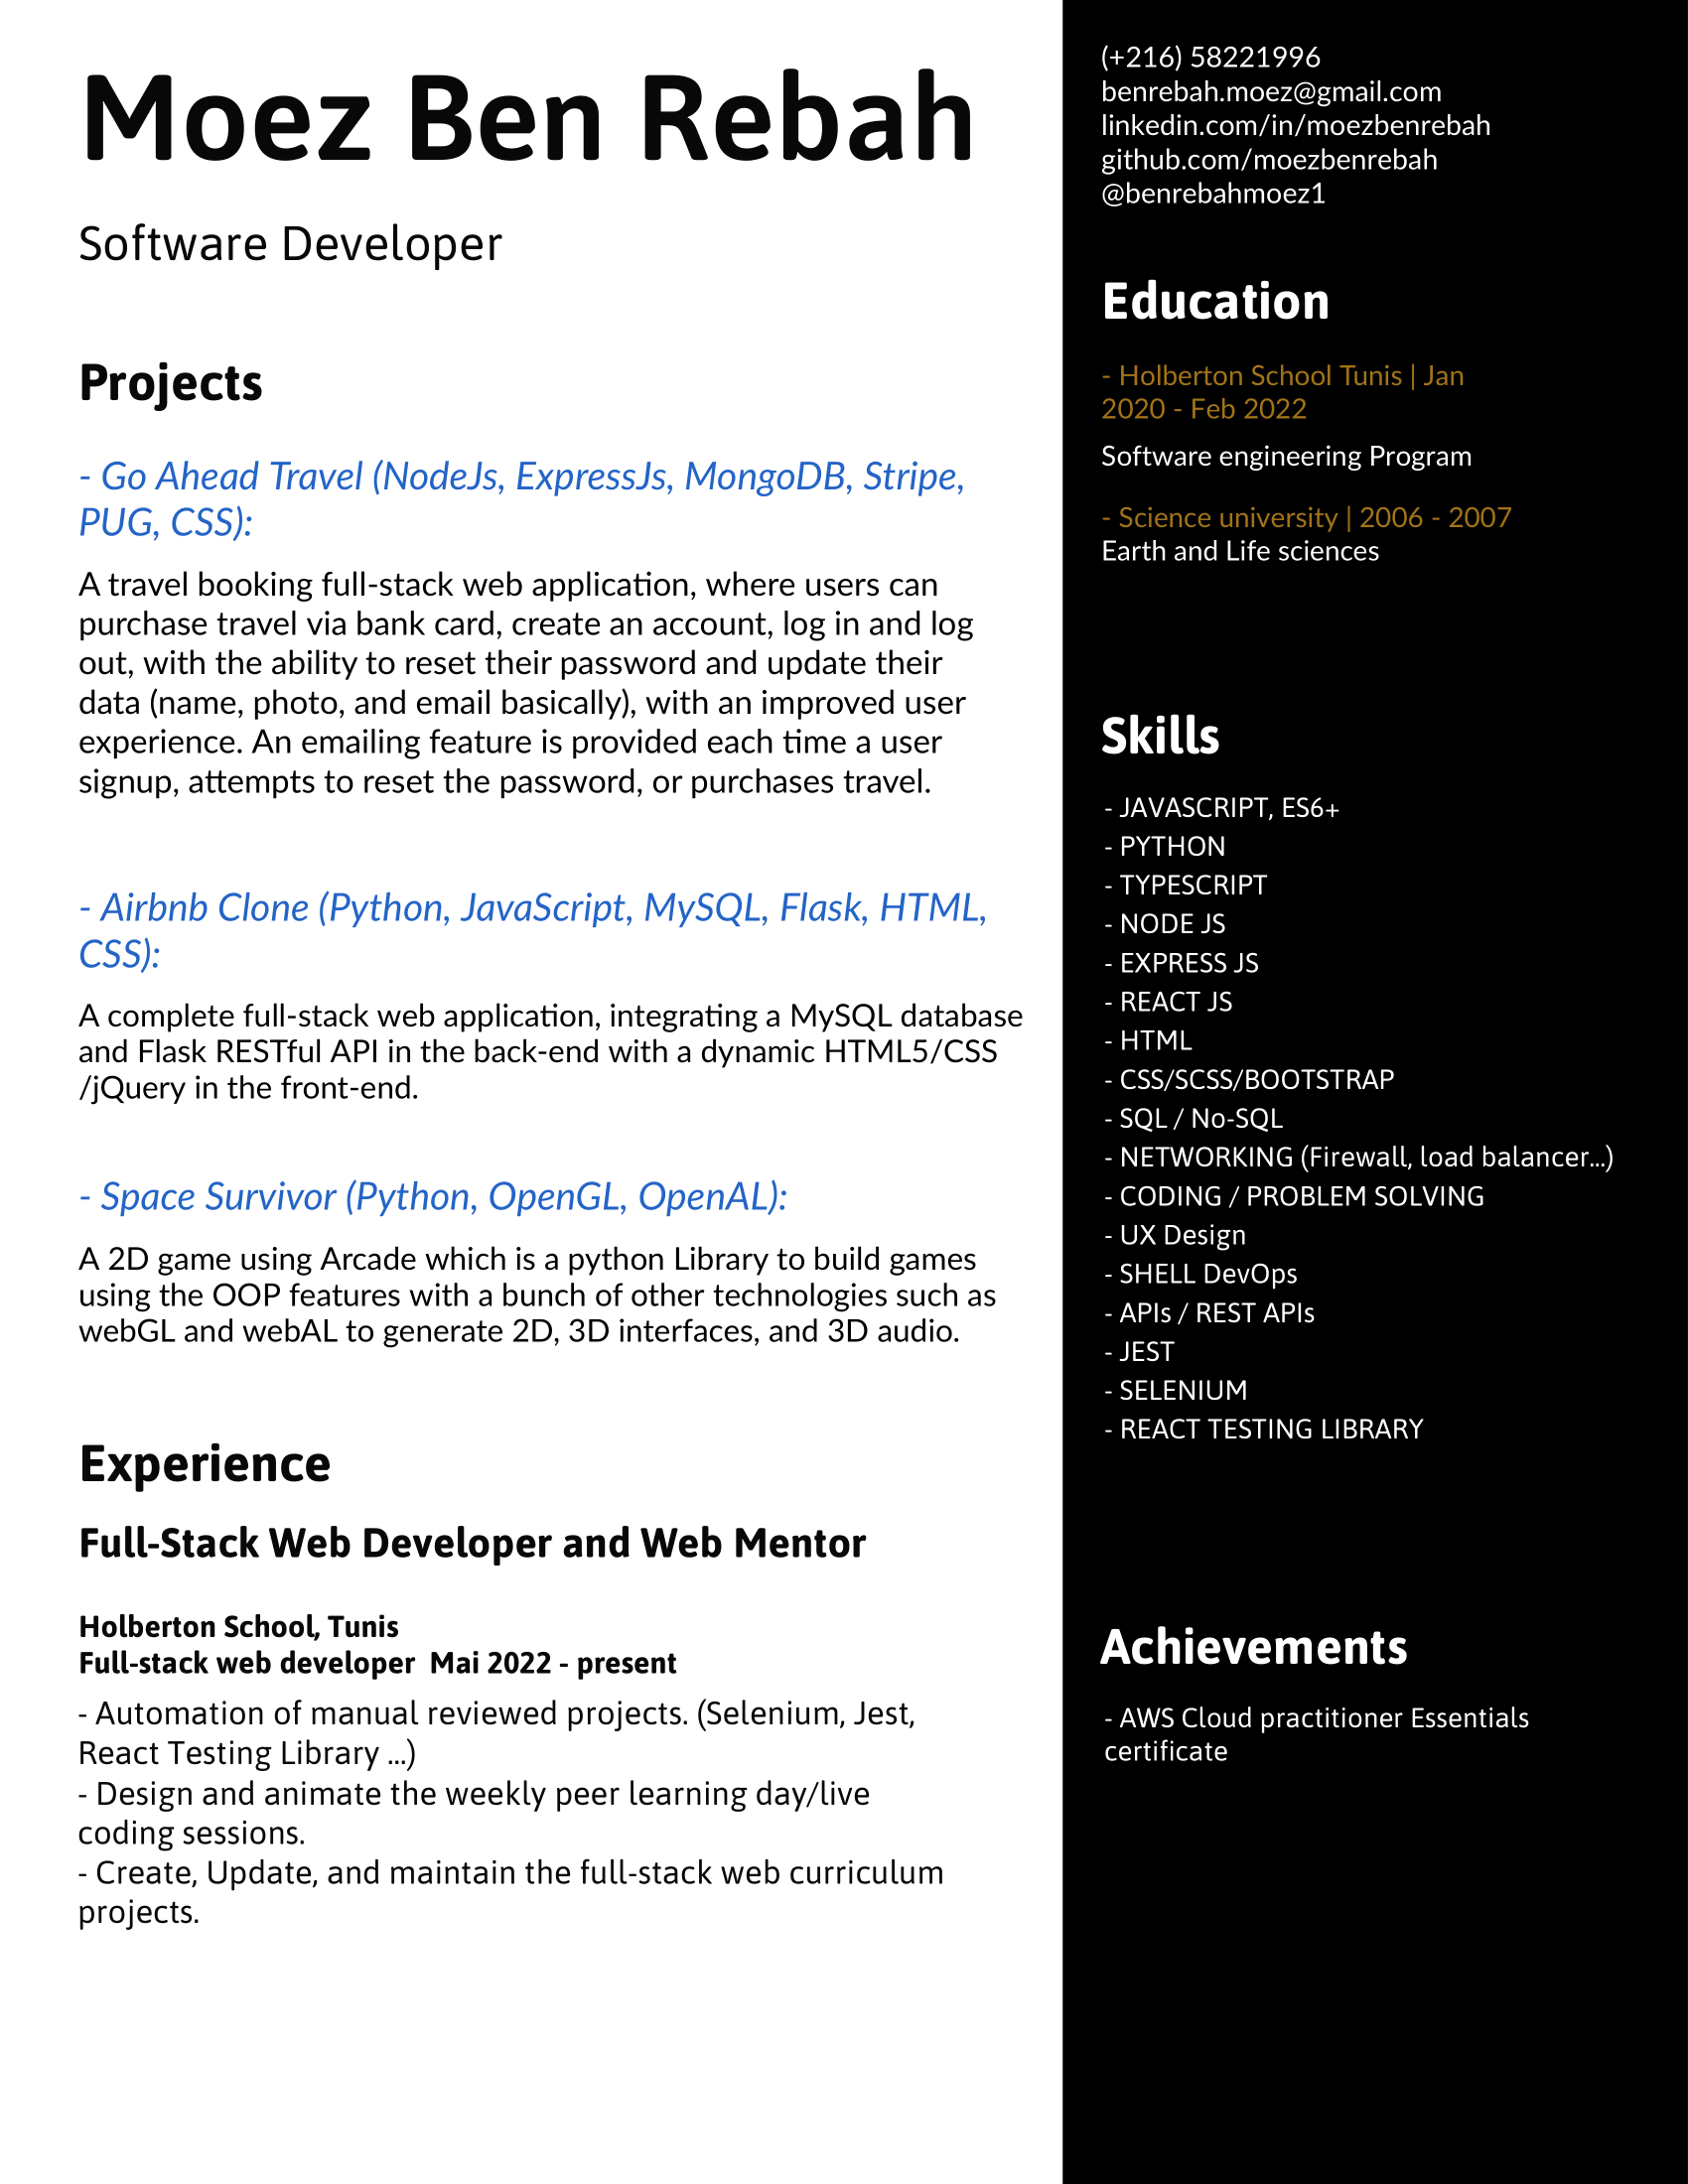 Moez Ben Rebah
Software Developer
Projects
- Go Ahead Travel (NodeJs, ExpressJs, MongoDB, Stripe,
PUG, CSS):
A travel booking full-stack web application, where users can
purchase travel via bank card, create an account, log in and log
out, with the ability to reset their password and update their
data (name, photo, and email basically), with an improved user
experience. An emailing feature is provided each time a user
signup, attempts to reset the password, or purchases travel.
- Airbnb Clone (Python, JavaScript, MySQL, Flask, HTML,
CSS):
A complete full-stack web application, integrating a MySQL database
and Flask RESTful API in the back-end with a dynamic HTML5/CSS
/jQuery in the front-end.
- Space Survivor (Python, OpenGL, OpenAL):
A 2D game using Arcade which is a python Library to build games
using the OOP features with a bunch of other technologies such as
webGL and webAL to generate 2D, 3D interfaces, and 3D audio.
Experience
Full-Stack Web Developer and Web Mentor
Holberton School, Tunis
Full-stack web developer  Mai 2022 - present
- Automation of manual reviewed projects. (Selenium, Jest,
React Testing Library ...)
- Design and animate the weekly peer learning day/live
coding sessions.
- Create, Update, and maintain the full-stack web curriculum
projects.
(+216) 58221996
benrebah.moez@gmail.com
linkedin.com/in/moezbenrebah
github.com/moezbenrebah
@benrebahmoez1
Education
- Holberton School Tunis | Jan
2020 - Feb 2022
Software engineering Program
- Science university | 2006 - 2007
Earth and Life sciences
Skills
- JAVASCRIPT, ES6+
- PYTHON
- TYPESCRIPT
- NODE JS
- EXPRESS JS
- REACT JS
- HTML
- CSS/SCSS/BOOTSTRAP
- SQL / No-SQL
- NETWORKING (Firewall, load balancer...)
- CODING / PROBLEM SOLVING
- UX Design
- SHELL DevOps
- APIs / REST APIs
- JEST
- SELENIUM
- REACT TESTING LIBRARY
Achievements
- AWS Cloud practitioner Essentials
certificate